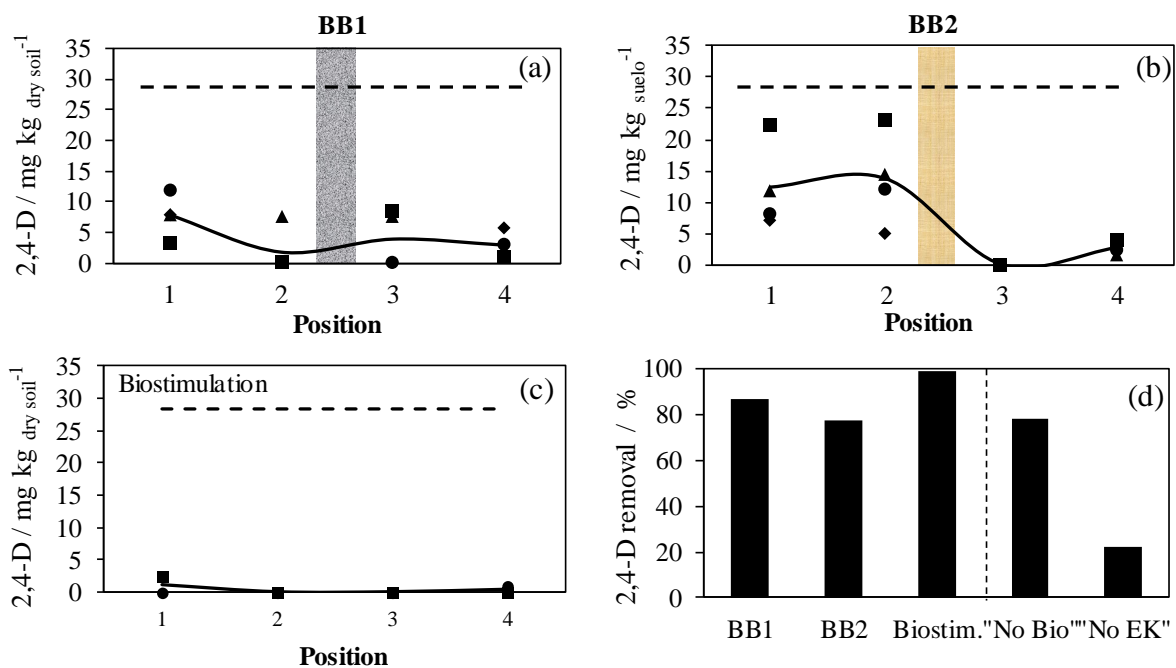 BB1
(a)
2,4-D / mg kg dry soil-1
35
30
25
20
15
10
5
0
1 2 3 4
Position
BB2
(b)
2,4-D / mg kg suelo-1
35
30
25
20
15
10
5
0
1 2 3 4
Position
Biostimulation
(c)
2,4-D / mg kg dry soil-1
35
30
25
20
15
10
5
0
1 2 3 4
Position
(d)
2,4-D removal / %
100
80
60
40
20
0
BB1 BB2 Biostim. "No Bio" "No EK"